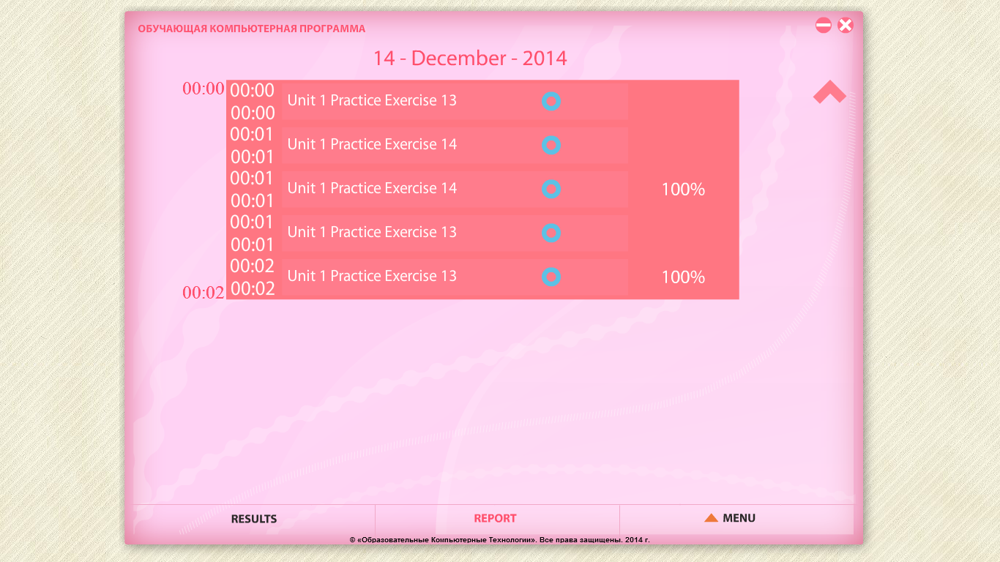 ОБУЧАЮЩАЯ КОМПЬЮТЕРНАЯ ПРОГРАММА
14 - December - 2014
00:00
00:00
Unit 1 Practice Exercise 13
00:00
00:01
Unit 1 Practice Exercise 14
00:01
00:01
Unit 1 Practice Exercise 14
100%
00:01
00:01
Unit 1 Practice Exercise 13
00:01
00:02
Unit 1 Practice Exercise 13
100%
00:02
00:02
RESULTS
REPORT
MENU
© «Образовательные Компьютерные Технологии». Все права защищены. 2014 г.